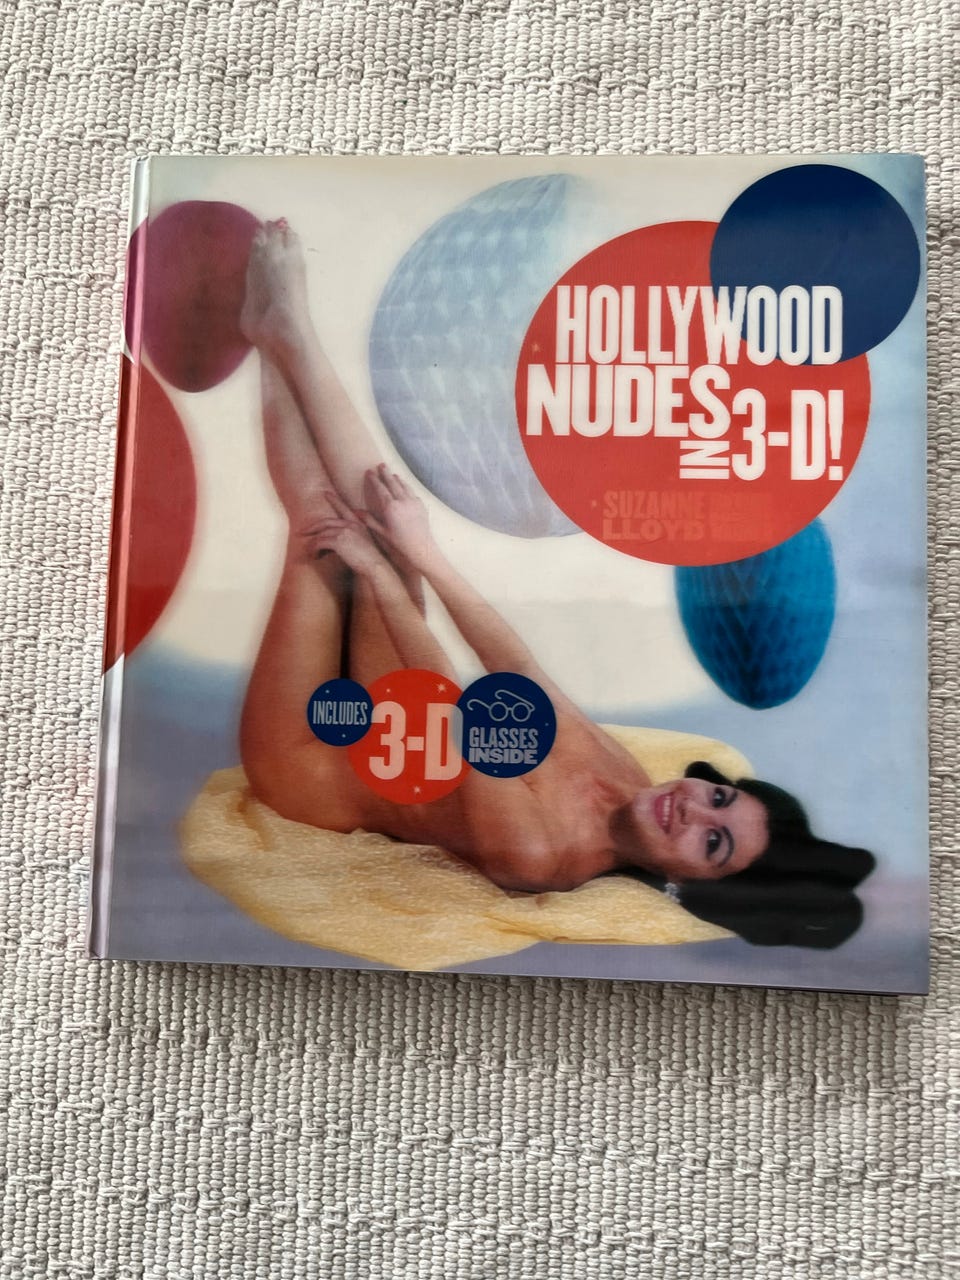 HOLLYWOOD
NUDES
IN 3-D!
SUZANNE
LLOYD
INCLUDES
3-D
GLASSES
INSIDE